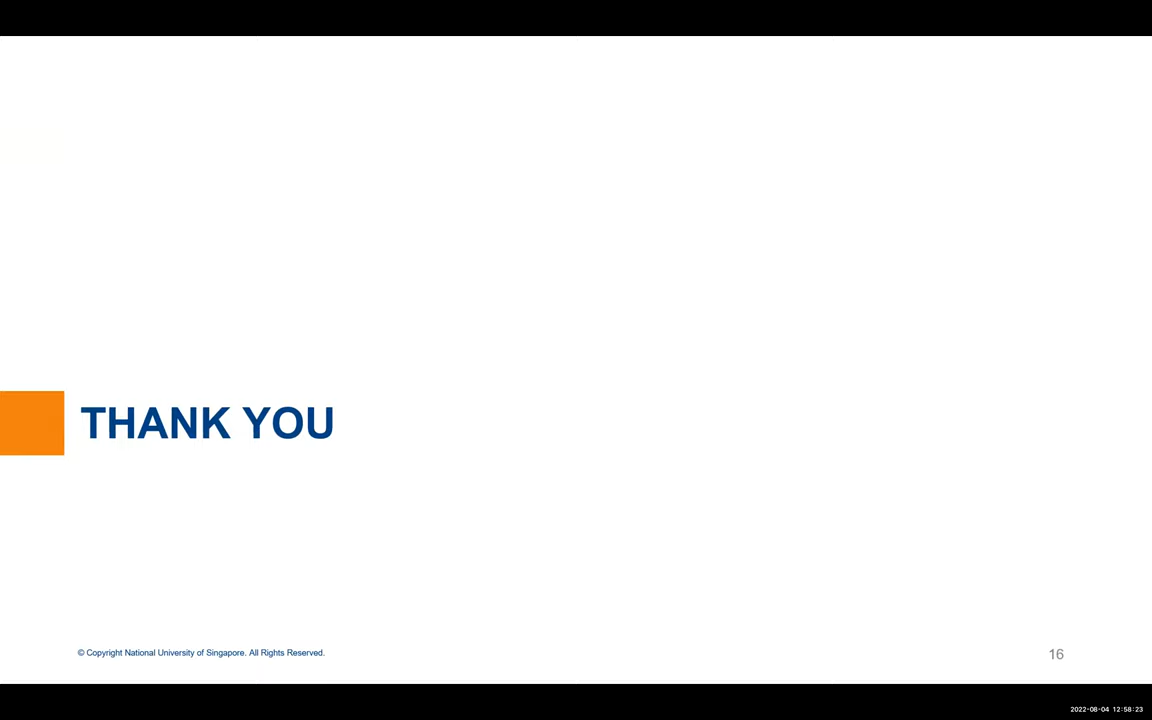 THANK YOU
© Copyright National University of Singapore. All Rights Reserved.
16
2022-08-04 12:58:23